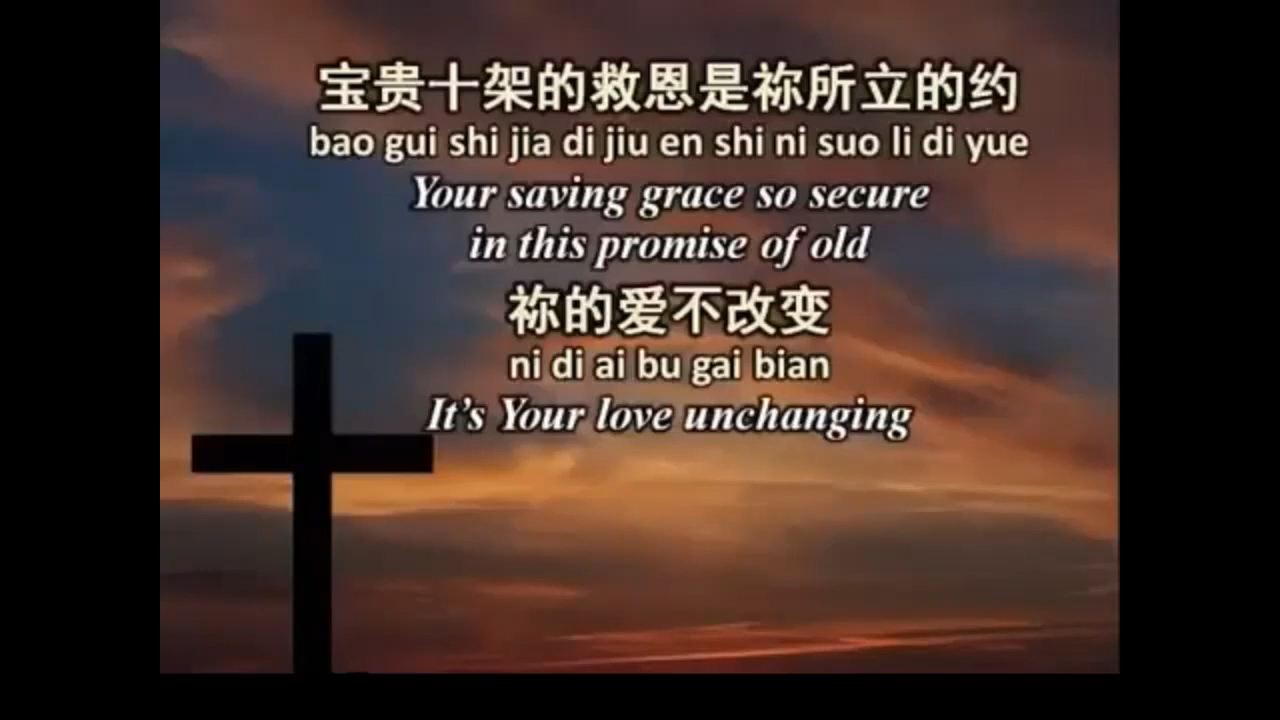 宝贵十架的救恩是祢所立的约
bao gui shi jia di jiu en shi ni suo li di yue
Your saving grace so secure
in this promise of old
祢的爱不改变
ni di ai bu gai bian
It's Your love unchanging